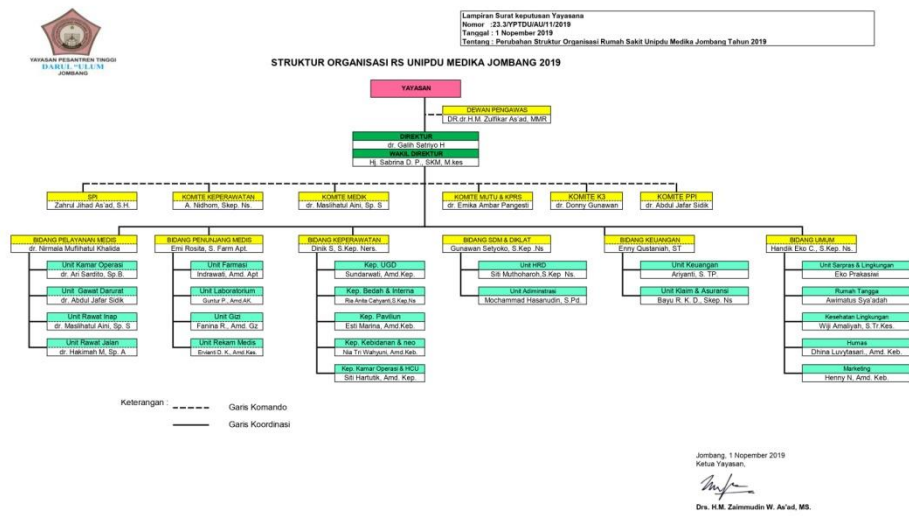 Lampiran Surat keputusan Yayasana
Nomor :23.3/YPTDU/AU/11/2019
Tanggal : 1 Nopember 2019
Tentang : Perubahan Struktur Organisasi Rumah Sakit Unipdu Medika Jombang Tahun 2019
YAYASAN PESANTREN TINGGI
DARUL "ULUM
JOMBANG
STRUKTUR ORGANISASI RS UNIPDU MEDIKA JOMBANG 2019
YAYASAN
DEWAN PENGAWAS
DR.dr.H.M. Zulfikar As'ad, MMR
DIREKTUR
dr. Galih Satriyo H
WAKIL DIREKTUR
Hj. Sabrina D. P., SKM, M.kes
SPI
Zahrul Jihad As'ad, S.H.
KOMITE KEPERAWATAN
A. Nidhom, Skep. Ns.
KOMITE MEDIK
dr. Maslihatul Aini, Sp. S
KOMITE MUTU & KPRS
dr. Emika Ambar Pangesti
KOMITE K3
dr. Donny Gunawan
KOMITE PPI
dr. Abdul Jafar Sidik
BIDANG PELAYANAN MEDIS
dr. Nirmala Muflihatul Khalida
Unit Kamar Operasi
dr. Ari Sardito, Sp.B.
Unit Gawat Darurat
dr. Abdul Jafar Sidik
Unit Rawat Inap
dr. Maslihatul Aini, Sp. S
Unit Rawat Jalan
dr. Hakimah M, Sp. A
BIDANG PENUNJANG MEDIS
Emi Rosita, S. Farm Apt.
Unit Farmasi
Indrawati, Amd. Apt
Unit Laboratorium
Guntur P., Amd.AK.
Unit Gizi
Fanina R., Amd. Gz
Unit Rekam Medis
Ervienti D. K., Amd.Kes.
BIDANG KEPERAWATAN
Dinik S, S.Kep. Ners.
Kep. UGD
Sundarwati, Amd.Kep.
Kep. Bedah & Interna
Ria Anita Cahyanti,S.Kep,Ns
Kep. Paviliun
Esti Marina, Amd.Keb.
Kep. Kebidanan & neo
Nia Tri Wahyuni, Amd.Keb.
Kep. Kamar Operasi & HCU
Siti Hartutik, Amd. Kep.
BIDANG SDM & DIKLAT
Gunawan Setyoko, S.Kep .Ns
Unit HRD
Siti Muthoharoh,S.Kep Ns.
Unit Adiministrasi
Mochammad Hasanudin, S.Pd.
BIDANG KEUANGAN
Enny Qustaniah, ST
Unit Keuangan
Ariyanti, S. TP.
Unit Klaim & Asuransi
Bayu R. K. D., Skep. Ns
BIDANG UMUM
Handik Eko C., S.Kep. Ns.
Unit Sarpras & Lingkungan
Eko Prakasiwi
Rumah Tangga
Awimatus Sya'adah
Kesehatan Lingkungan
Wiji Amaliyah, S.Tr.Kes.
Humas
Dhina Luvytasari., Amd. Keb.
Marketing
Henny N, Amd. Keb.
Keterangan :
Garis Komando
Garis Koordinasi
Jombang, 1 Nopember 2019
Ketua Yayasan,
Drs. H.M. Zaimmudin W. As'ad, MS.